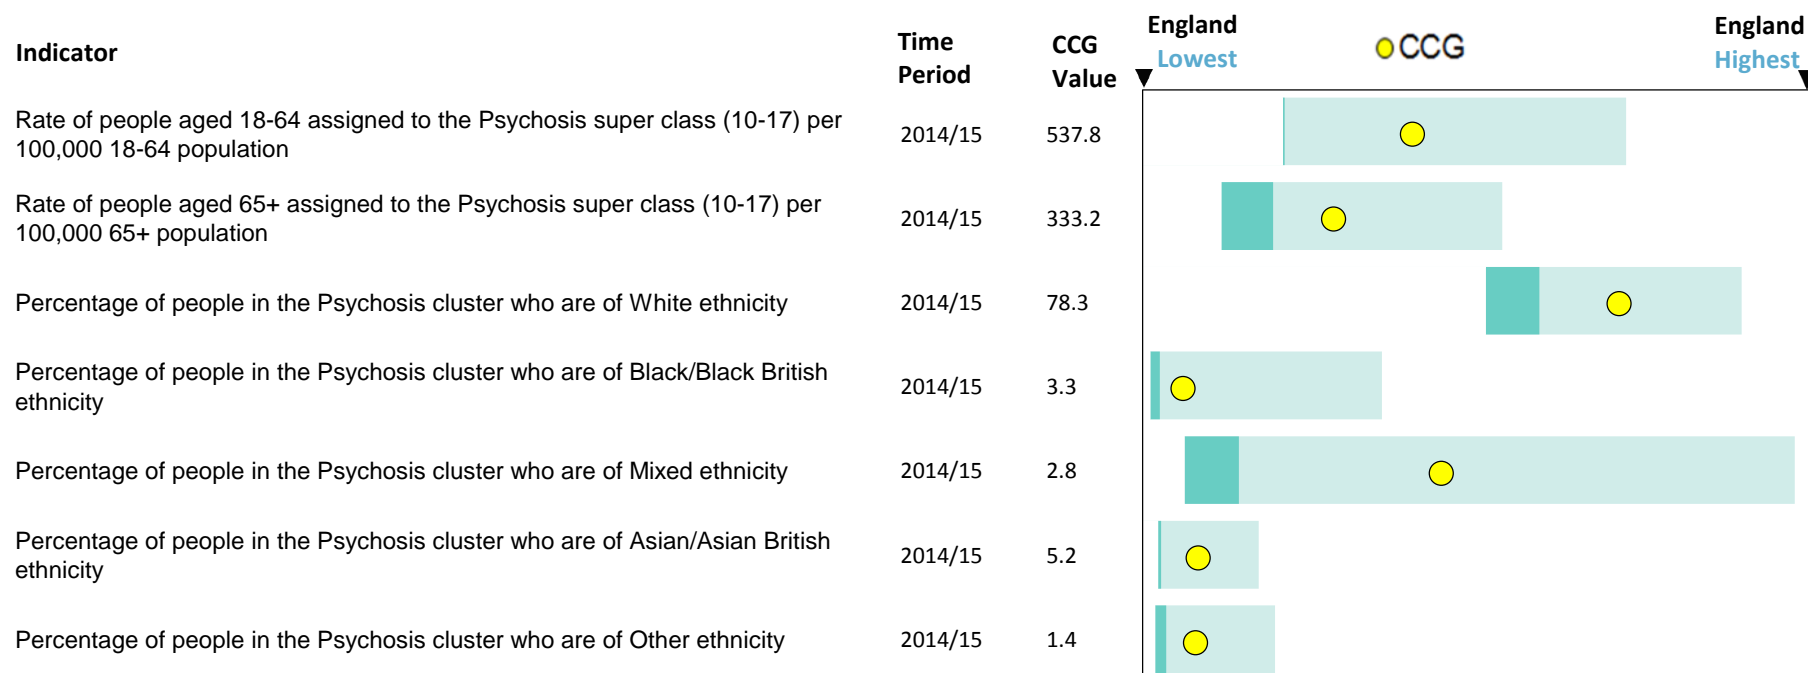 Indicator
Time
Period
CCG
Value
England
Lowest
CCG
England
Highest
Rate of people aged 18-64 assigned to the Psychosis super class (10-17) per
100,000 18-64 population
2014/15
537.8
Rate of people aged 65+ assigned to the Psychosis super class (10-17) per
100,000 65+ population
2014/15
333.2
Percentage of people in the Psychosis cluster who are of White ethnicity
2014/15
78.3
Percentage of people in the Psychosis cluster who are of Black/Black British
ethnicity
2014/15
3.3
Percentage of people in the Psychosis cluster who are of Mixed ethnicity
2014/15
2.8
Percentage of people in the Psychosis cluster who are of Asian/Asian British
ethnicity
2014/15
5.2
Percentage of people in the Psychosis cluster who are of Other ethnicity
2014/15
1.4